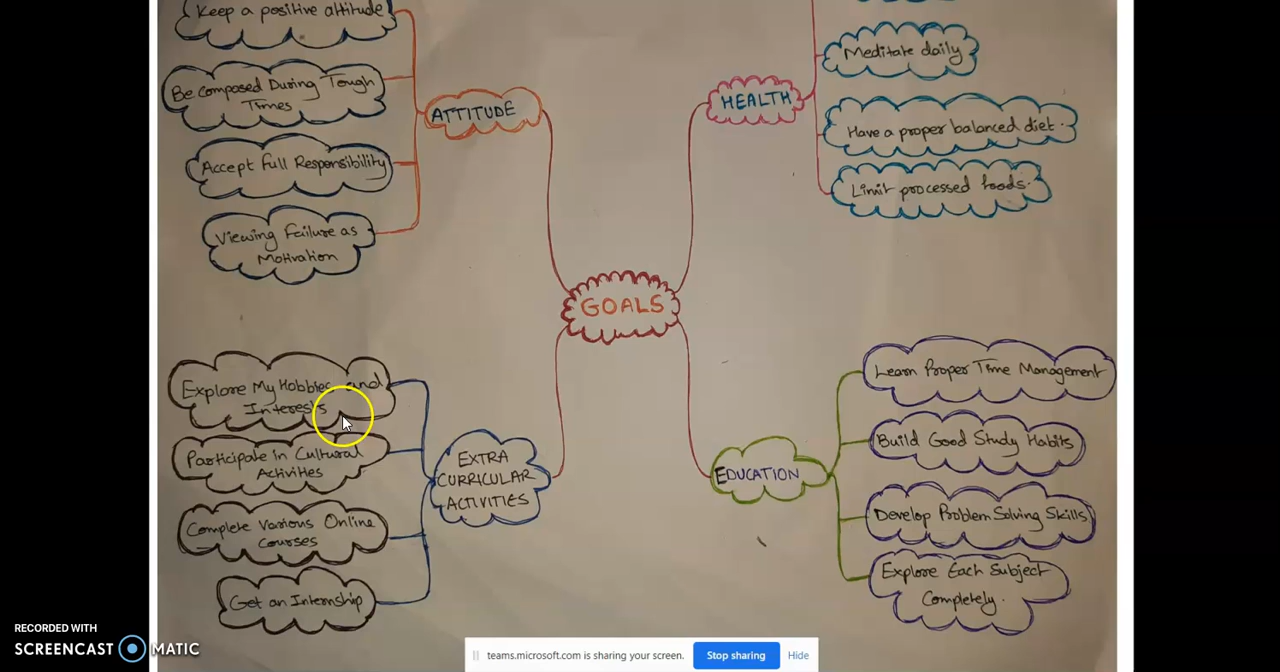 Keep a positive attitude
Be Composed During Tough
Times
Accept Full Responsibility
Viewing Failure as
Motivation
ATTITUDE
HEALTH
Meditate daily
Have a proper balanced diet.
Limit processed foods.
GOALS
Explore My Hobbies and
Interests
Participate in Cultural
Activities
Complete Various Online
Courses
Get an Internship
EXTRA
CURRICULAR
ACTIVITIES
EDUCATION
Learn Proper Time Management
Build Good Study Habits
Develop Problem Solving Skills
Explore Each Subject
Completely.
RECORDED WITH
SCREENCAST MATIC
teams.microsoft.com is sharing your screen.
Stop sharing
Hide